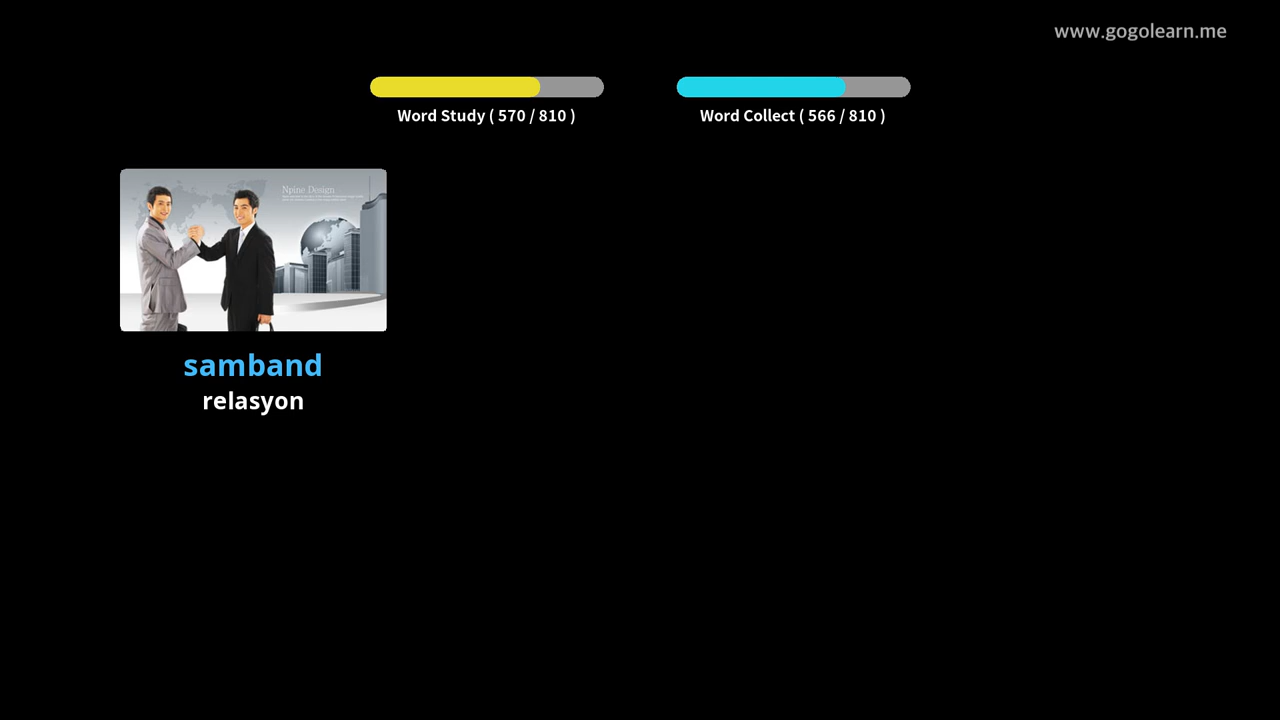 www.gogolearn.me
Word Study ( 570 / 810 )
Word Collect ( 566 / 810 )
Npine Design
samband
relasyon